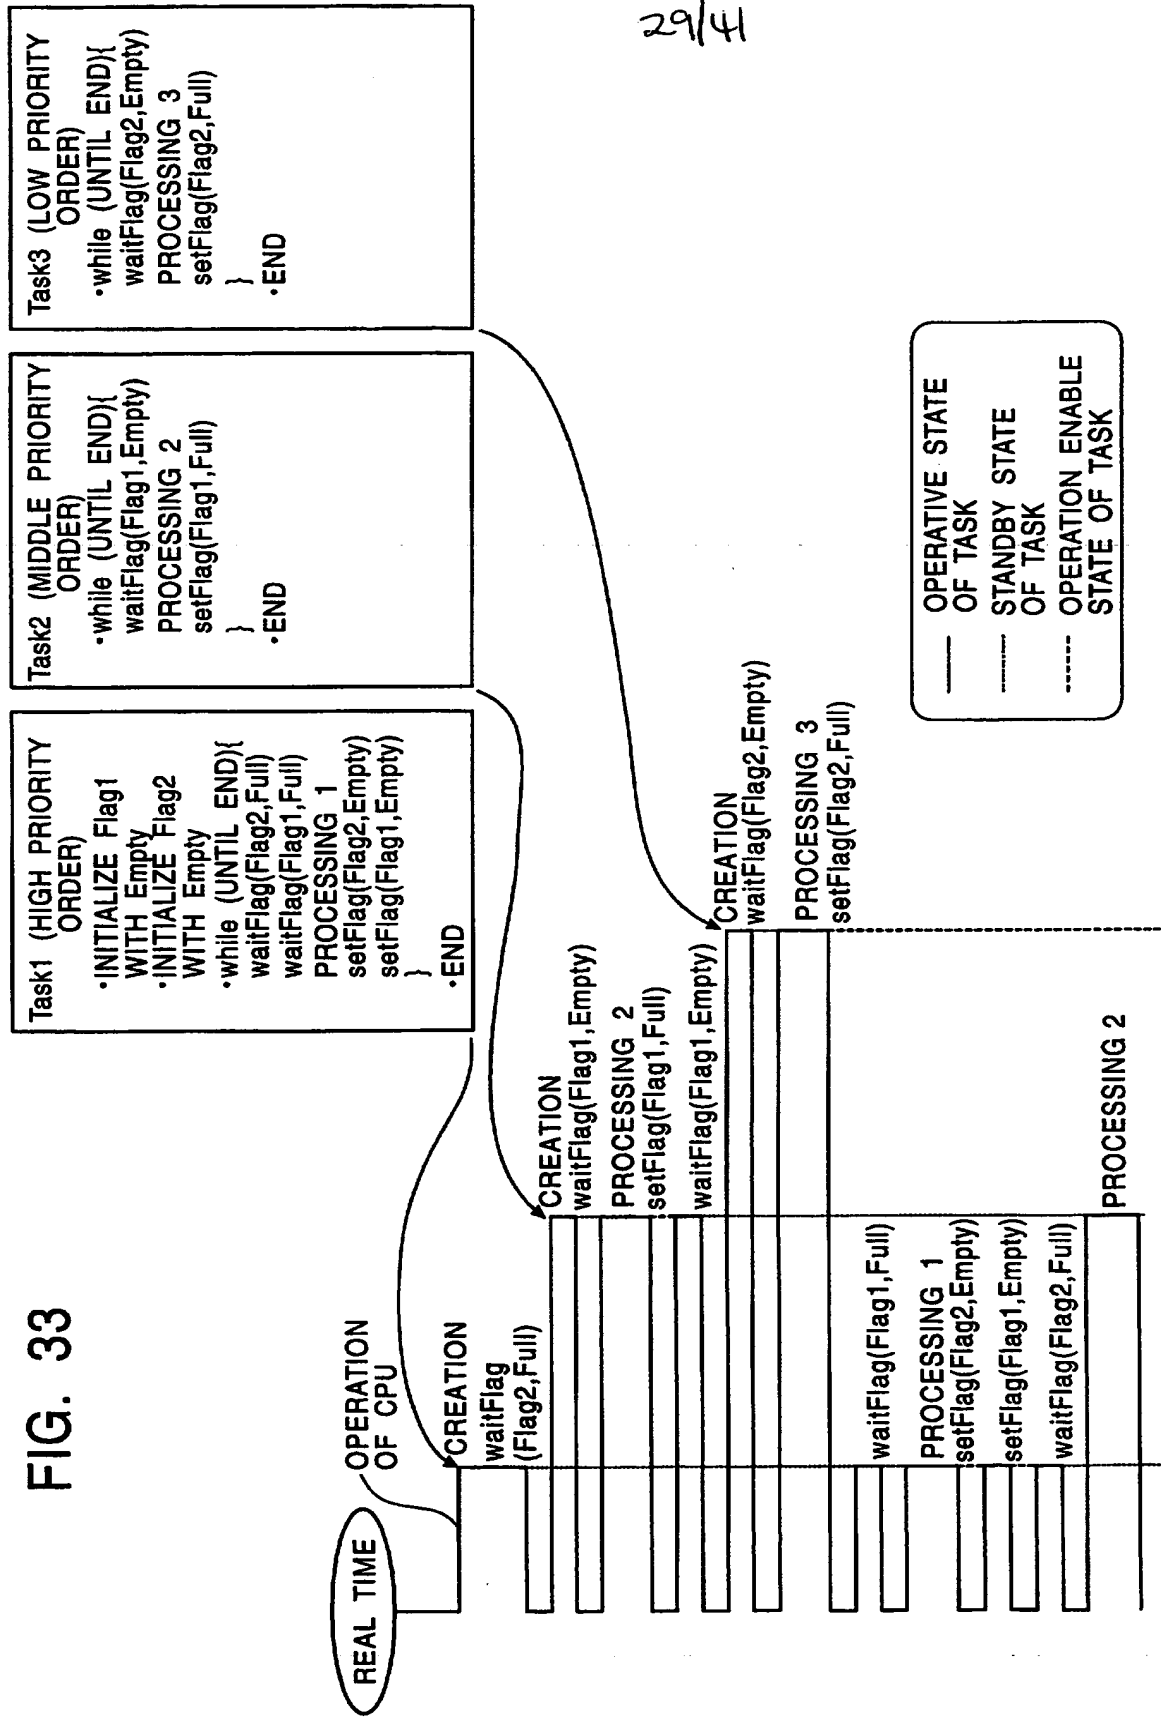 29/41
FIG. 33
Task1 (HIGH PRIORITY
ORDER)
•INITIALIZE Flag1
WITH Empty
•INITIALIZE Flag2
WITH Empty
•while (UNTIL END){
waitFlag(Flag2,Full)
waitFlag(Flag1,Full)
PROCESSING 1
setFlag(Flag2,Empty)
setFlag(Flag1,Empty)
}
•END
Task2 (MIDDLE PRIORITY
ORDER)
•while (UNTIL END){
waitFlag(Flag1,Empty)
PROCESSING 2
setFlag(Flag1,Full)
}
•END
Task3 (LOW PRIORITY
ORDER)
•while (UNTIL END){
waitFlag(Flag2,Empty)
PROCESSING 3
setFlag(Flag2,Full)
}
•END
REAL TIME
OPERATION
OF CPU
CREATION
waitFlag
(Flag2,Full)
CREATION
waitFlag(Flag1,Empty)
PROCESSING 2
setFlag(Flag1,Full)
waitFlag(Flag1,Empty)
CREATION
waitFlag(Flag2,Empty)
PROCESSING 3
setFlag(Flag2,Full)
waitFlag(Flag1,Full)
PROCESSING 1
setFlag(Flag2,Empty)
setFlag(Flag1,Empty)
waitFlag(Flag2,Full)
PROCESSING 2
OPERATIVE STATE
OF TASK
STANDBY STATE
OF TASK
OPERATION ENABLE
STATE OF TASK